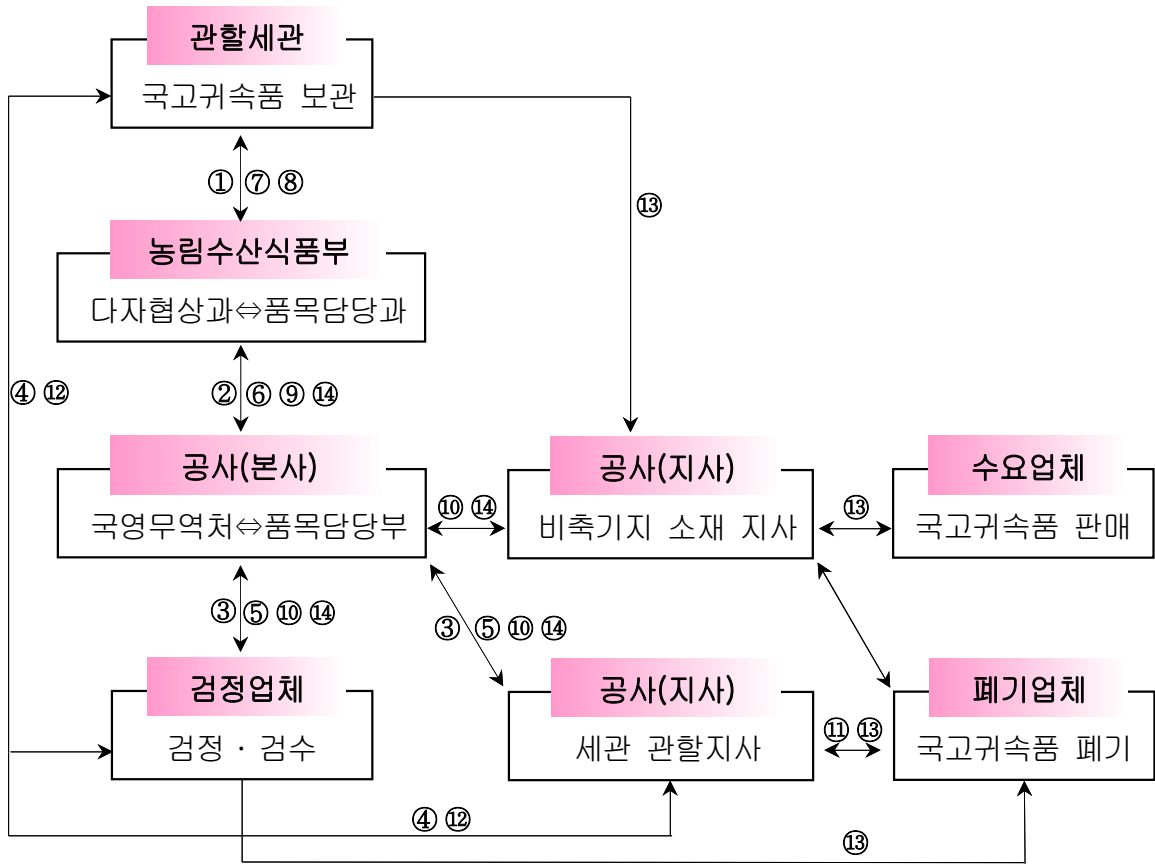 관할세관
국고귀속품 보관
① ⑦ ⑧
⑬
농림수산식품부
다자협상과⇔품목담당과
④ ⑫
② ⑥ ⑨ ⑭
공사(본사)
국영무역처⇔품목담당부
⑩ ⑭
공사(지사)
비축기지 소재 지사
⑬
수요업체
국고귀속품 판매
③ ⑤ ⑩ ⑭
③ ⑤ ⑩ ⑭
검정업체
검정 · 검수
공사(지사)
세관 관할지사
⑪ ⑬
폐기업체
국고귀속품 폐기
④ ⑫
⑬